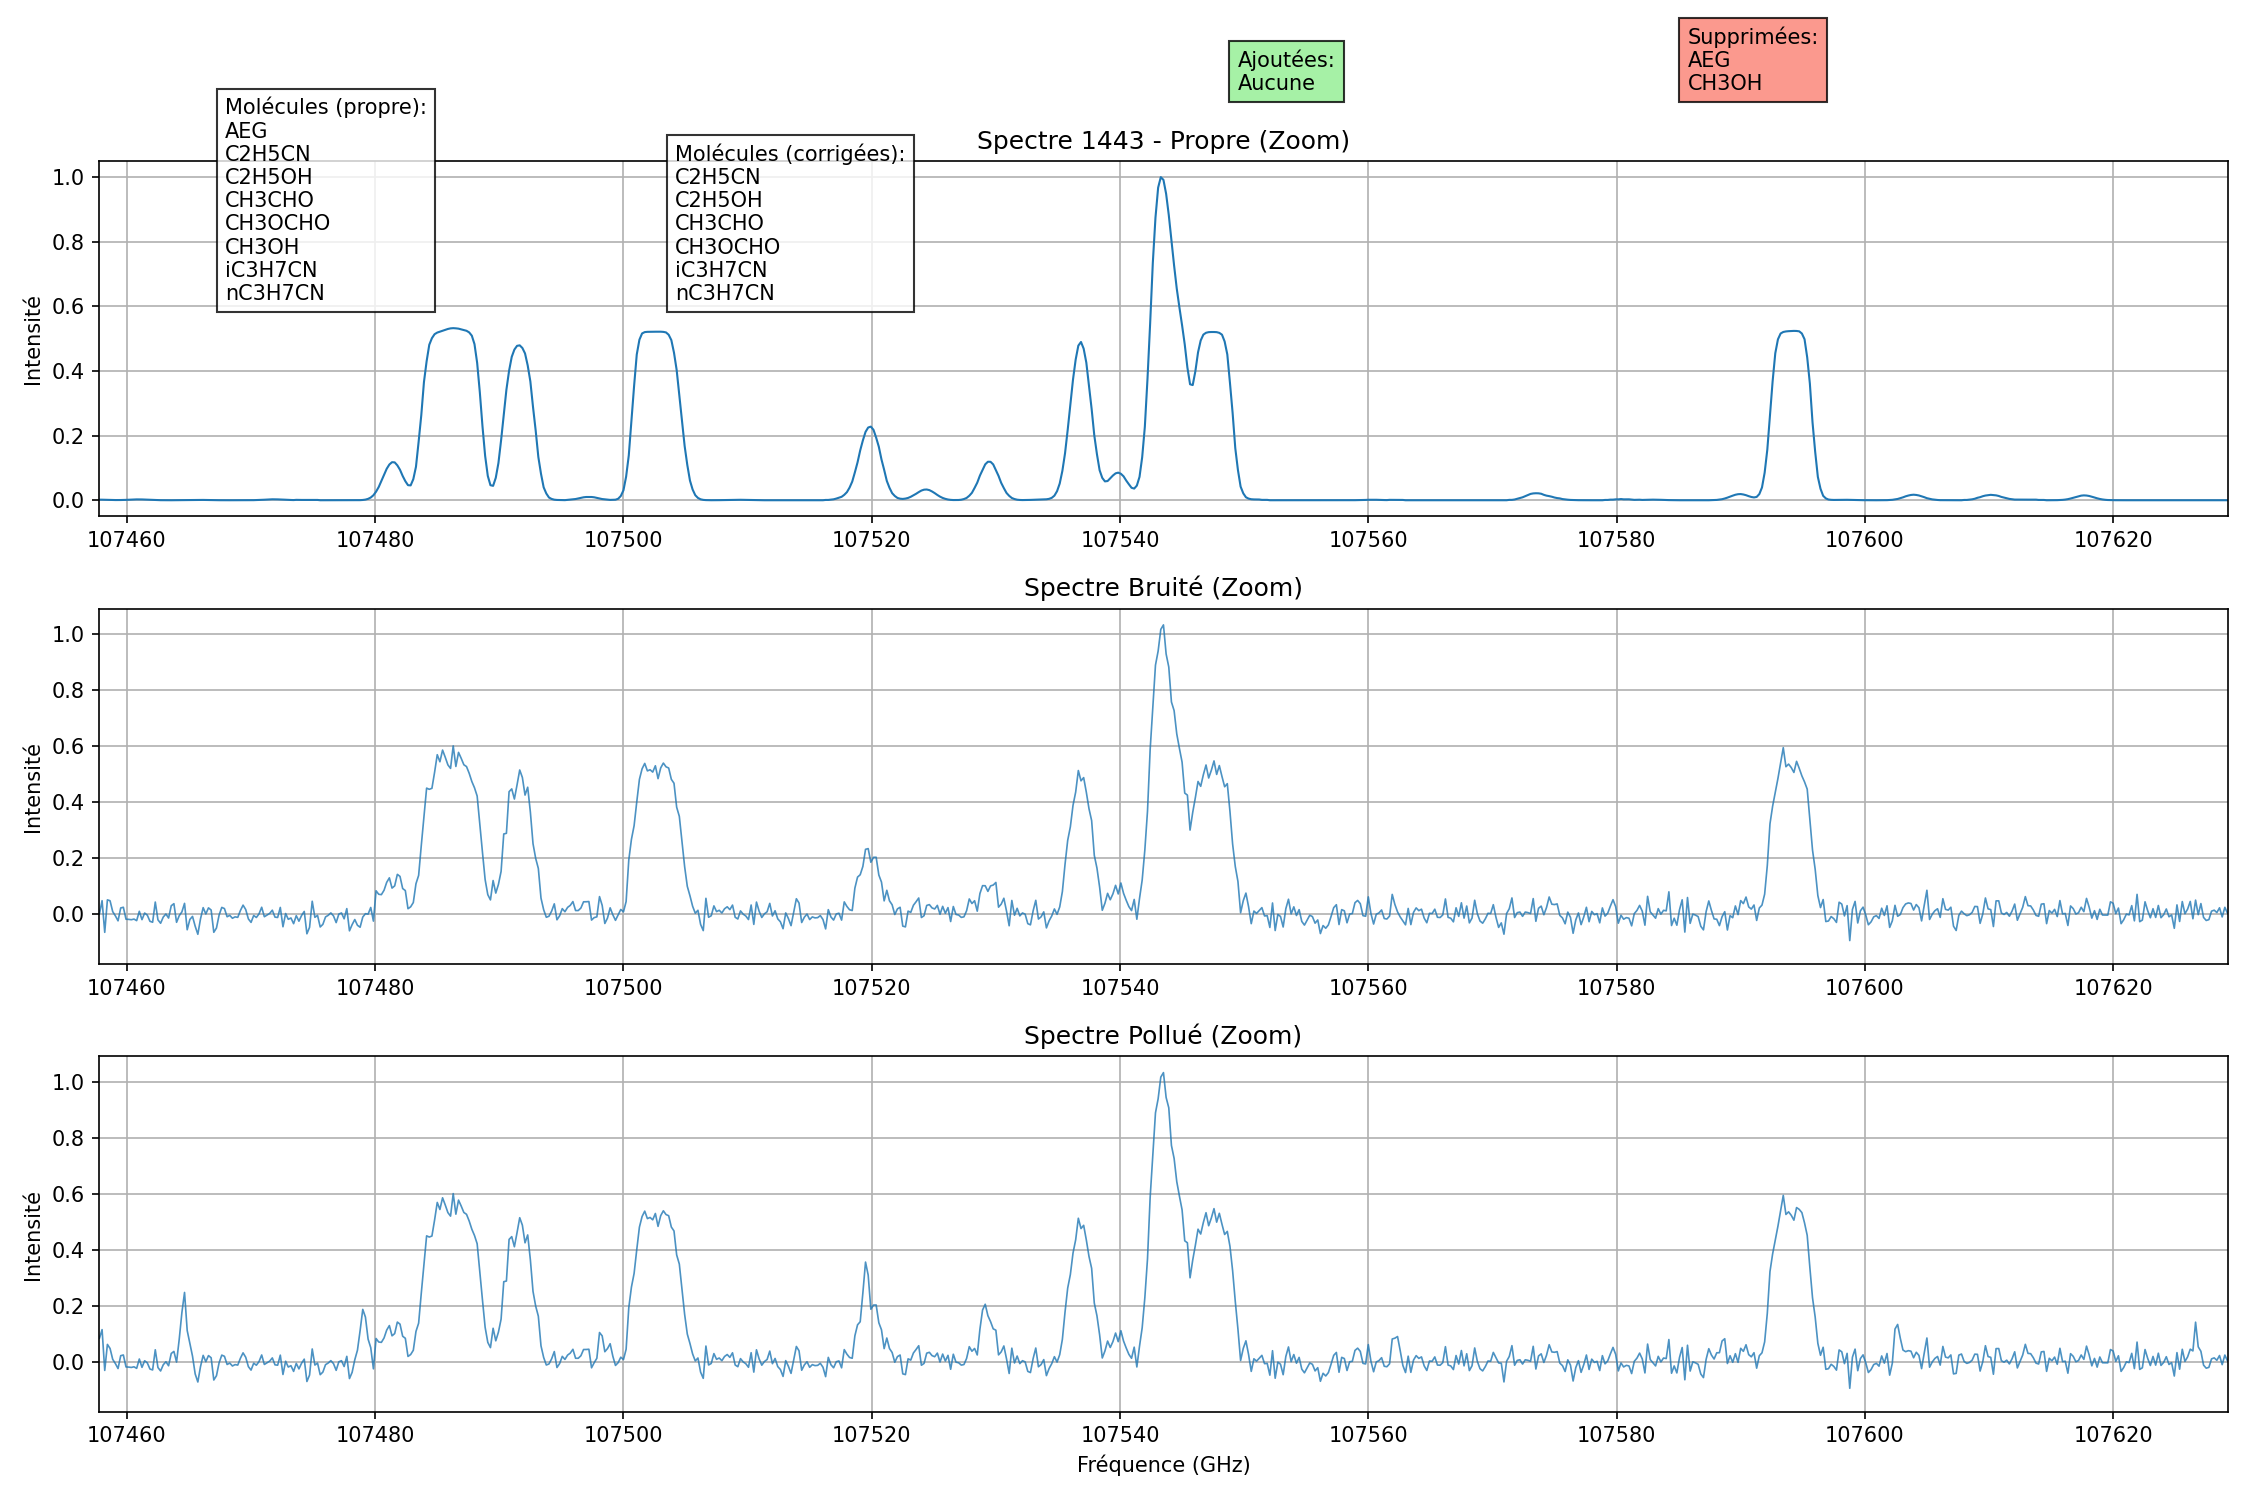 Supprimées:
AEG
CH3OH
Ajoutées:
Aucune
Molécules (propre):
AEG
C2H5CN
C2H5OH
CH3CHO
CH3OCHO
CH3OH
iC3H7CN
nC3H7CN
Molécules (corrigées):
C2H5CN
C2H5OH
CH3CHO
CH3OCHO
iC3H7CN
nC3H7CN
Spectre 1443 - Propre (Zoom)
Intensité
1.0
0.8
0.6
0.4
0.2
0.0
107460 107480 107500 107520 107540 107560 107580 107600 107620
Spectre Bruité (Zoom)
Intensité
1.0
0.8
0.6
0.4
0.2
0.0
107460 107480 107500 107520 107540 107560 107580 107600 107620
Spectre Pollué (Zoom)
Intensité
1.0
0.8
0.6
0.4
0.2
0.0
107460 107480 107500 107520 107540 107560 107580 107600 107620
Fréquence (GHz)